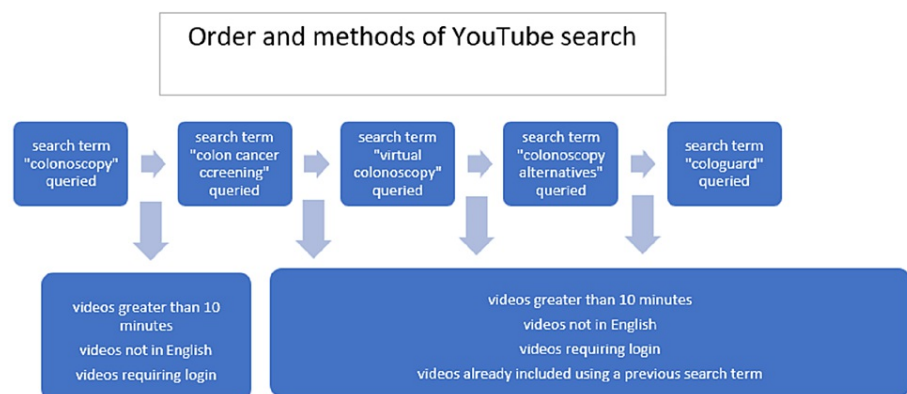 Order and methods of YouTube search
search term
"colonoscopy"
queried
search term
"colon cancer
ccreening"
queried
search term
"virtual
colonoscopy"
queried
search term
"colonoscopy
alternatives"
queried
search term
"cologuard"
queried
videos greater than 10
minutes
videos not in English
videos requiring login
videos greater than 10 minutes
videos not in English
videos requiring login
videos already included using a previous search term